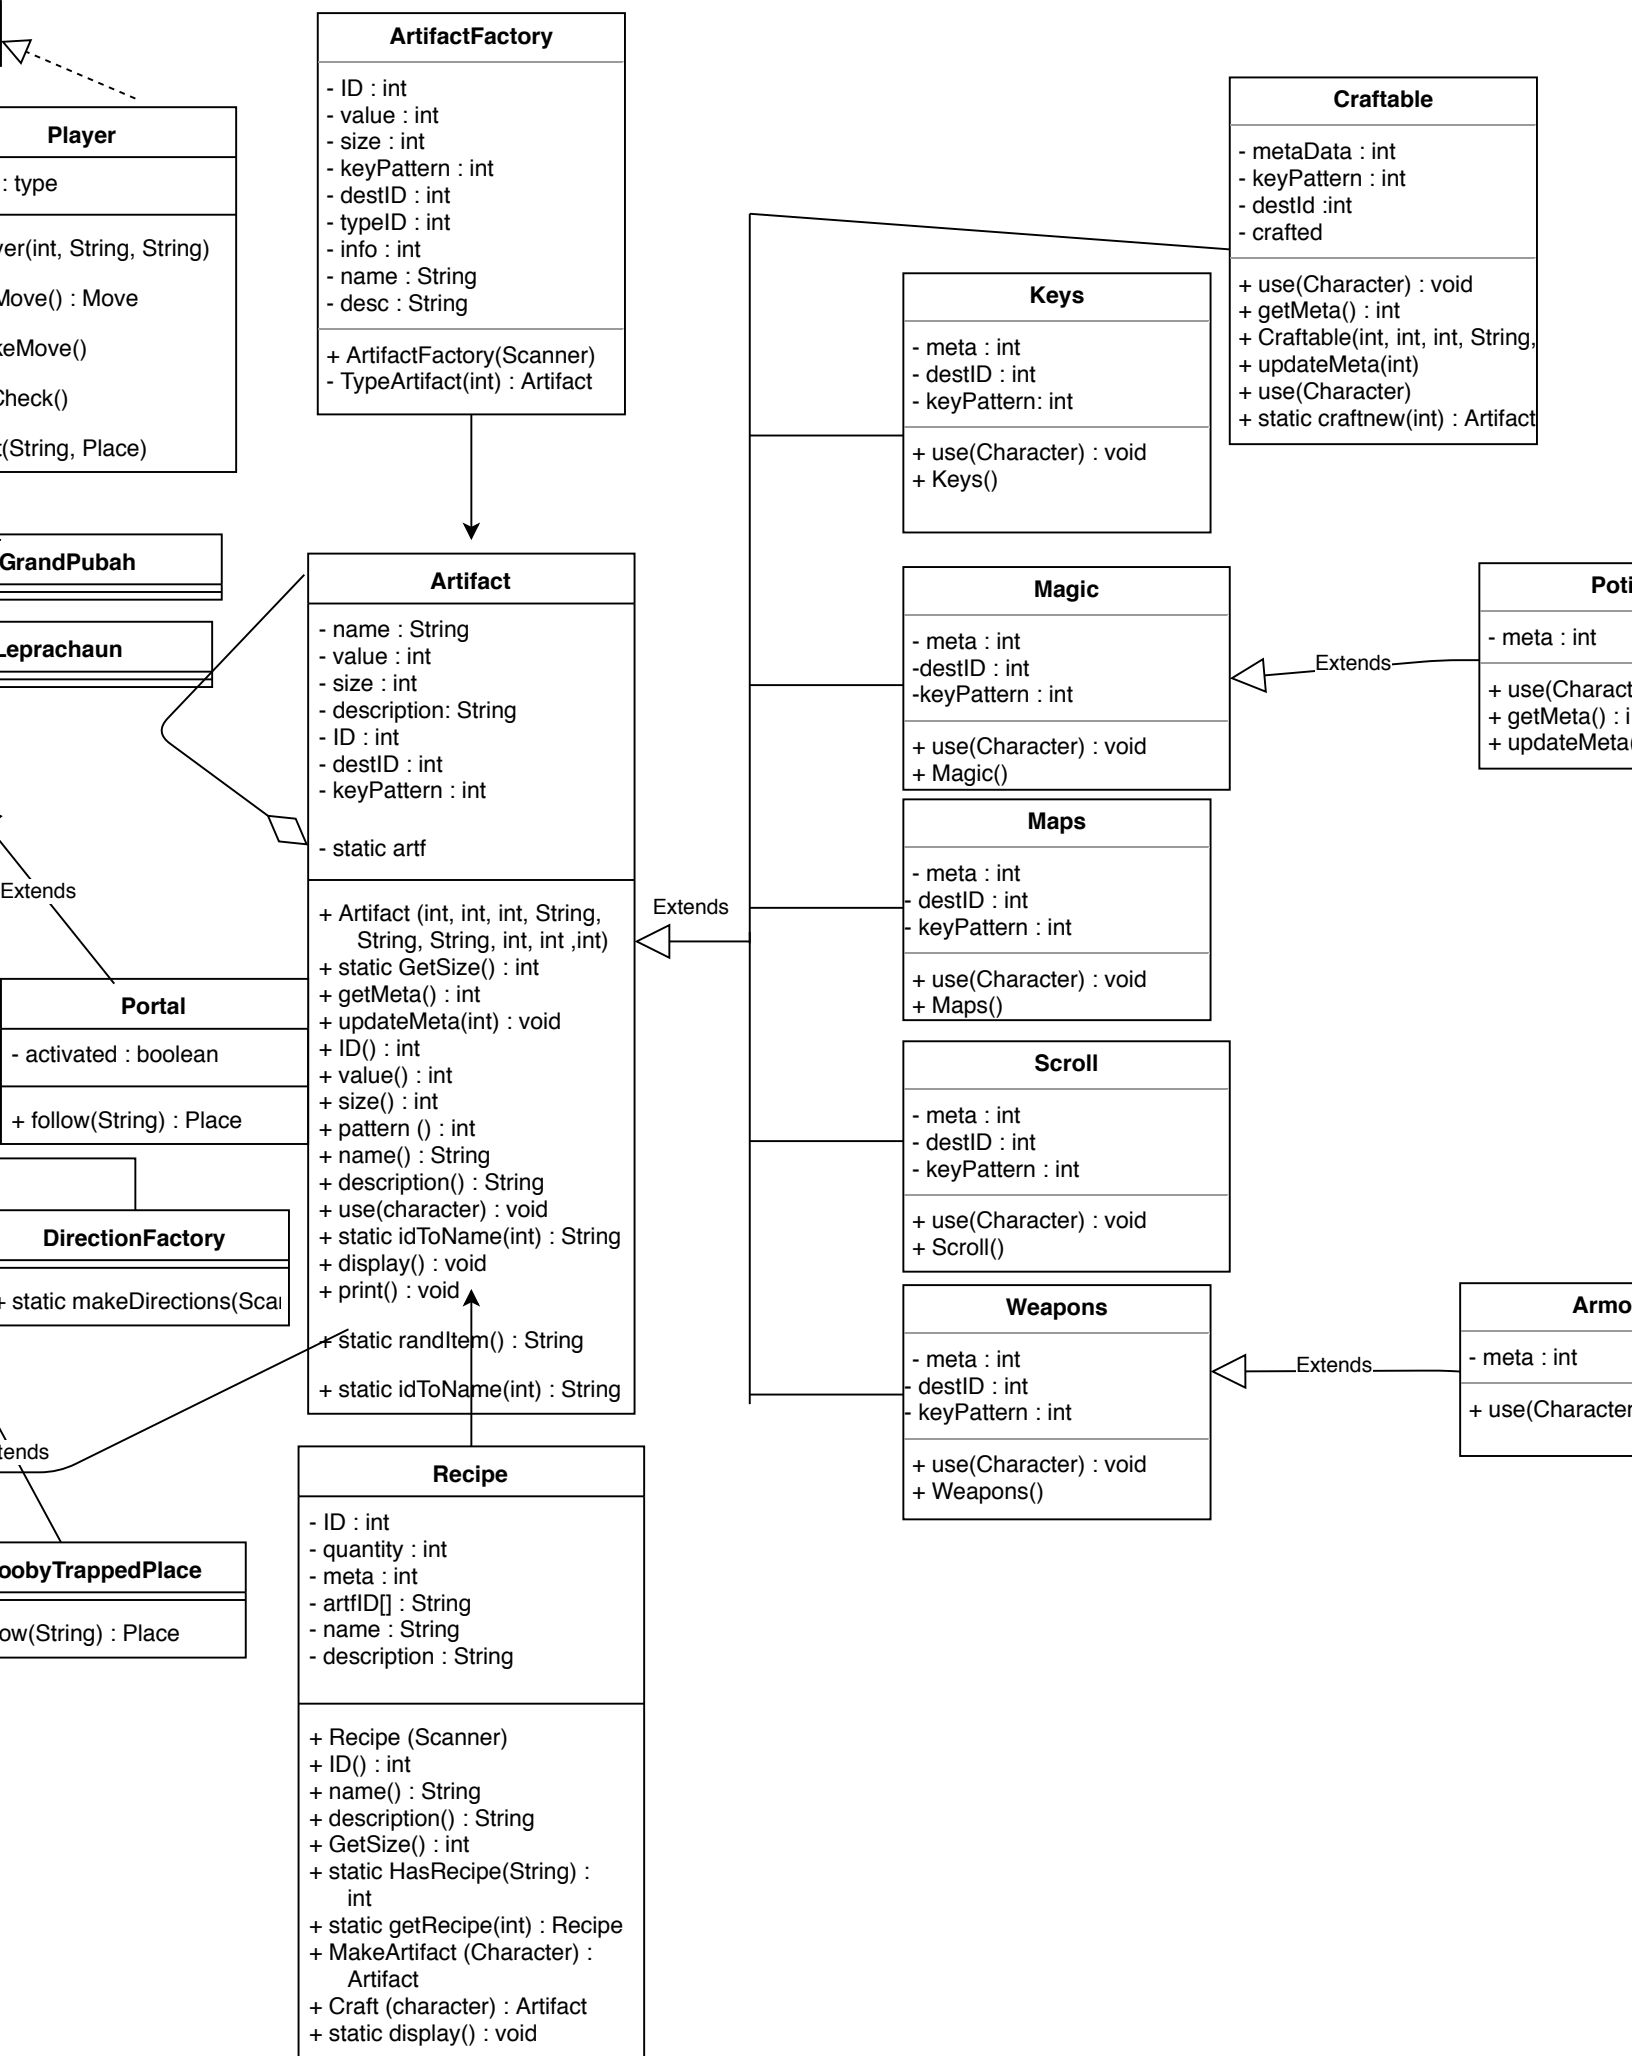 ArtifactFactory
- ID : int
- value : int
- size : int
- keyPattern : int
- destID : int
- typeID : int
- info : int
- name : String
- desc : String
+ ArtifactFactory(Scanner)
- TypeArtifact(int) : Artifact
Player
: type
ver(int, String, String)
Move() : Move
keMove()
Check()
t(String, Place)
GrandPubah
Leprachaun
Extends
Portal
- activated : boolean
+ follow(String) : Place
DirectionFactory
+ static makeDirections(Scan
tends
oobyTrappedPlace
ow(String) : Place
Artifact
- name : String
- value : int
- size : int
- description: String
- ID : int
- destID : int
- keyPattern : int
- static artf
+ Artifact (int, int, int, String,
String, String, int, int ,int)
+ static GetSize() : int
+ getMeta() : int
+ updateMeta(int) : void
+ ID() : int
+ value() : int
+ size() : int
+ pattern () : int
+ name() : String
+ description() : String
+ use(character) : void
+ static idToName(int) : String
+ display() : void
+ print() : void
+ static randItem() : String
+ static idToName(int) : String
Recipe
- ID : int
- quantity : int
- meta : int
- artfID[] : String
- name : String
- description : String
+ Recipe (Scanner)
+ ID() : int
+ name() : String
+ description() : String
+ GetSize() : int
+ static HasRecipe(String) :
int
+ static getRecipe(int) : Recipe
+ MakeArtifact (Character) :
Artifact
+ Craft (character) : Artifact
+ static display() : void
Extends
Craftable
- metaData : int
- keyPattern : int
- destId :int
- crafted
+ use(Character) : void
+ getMeta() : int
+ Craftable(int, int, int, String,
+ updateMeta(int)
+ use(Character)
+ static craftnew(int) : Artifact
Keys
- meta : int
- destID : int
- keyPattern: int
+ use(Character) : void
+ Keys()
Magic
- meta : int
-destID : int
-keyPattern : int
+ use(Character) : void
+ Magic()
Extends
Poti
- meta : int
+ use(Charact
+ getMeta() : i
+ updateMeta(
Maps
- meta : int
- destID : int
- keyPattern : int
+ use(Character) : void
+ Maps()
Scroll
- meta : int
- destID : int
- keyPattern : int
+ use(Character) : void
+ Scroll()
Weapons
- meta : int
- destID : int
- keyPattern : int
+ use(Character) : void
+ Weapons()
Extends
Armo
- meta : int
+ use(Character